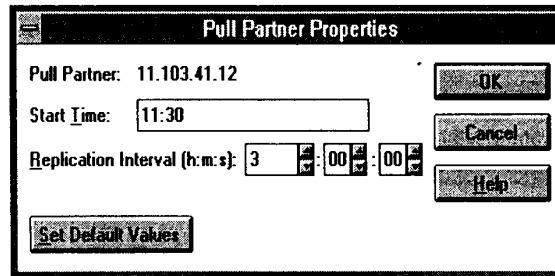 Pull Partner Properties
Pull Partner: 11.103.41.12
Start Time: 11:30
Replication Interval (h:m:s): 3 : 00 : 00
OK
Cancel
Help
Set Default Values